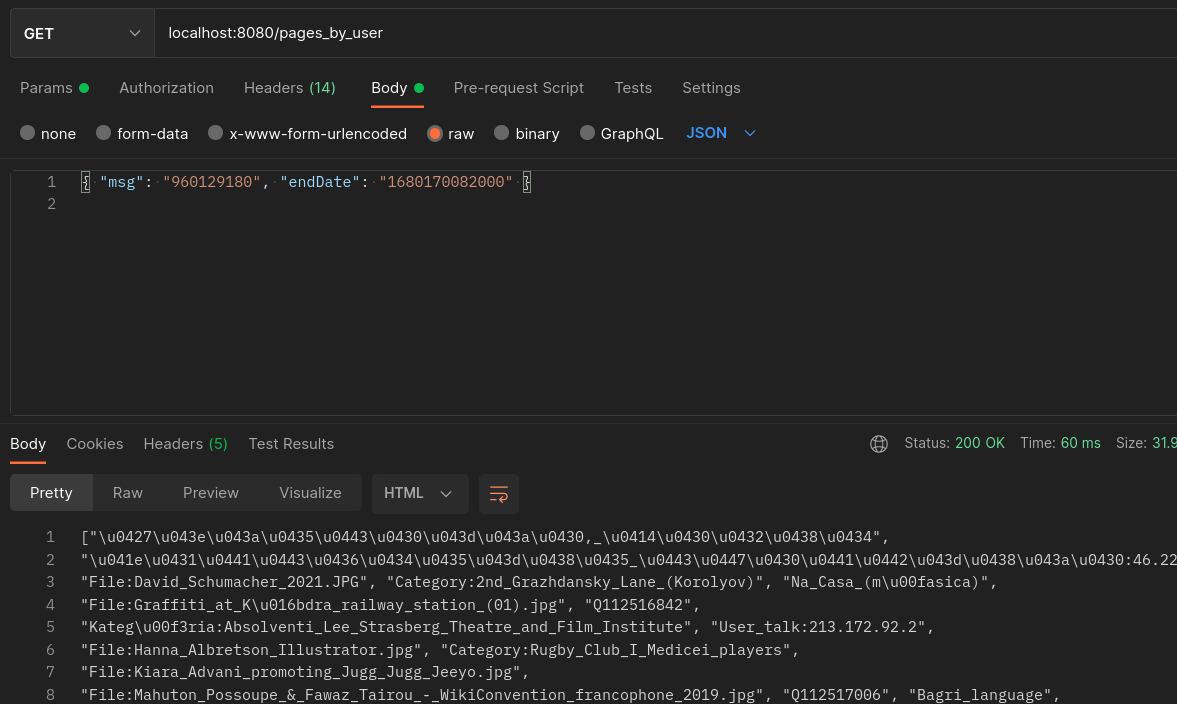 GET localhost:8080/pages_by_user
Params Authorization Headers (14) Body Pre-request Script Tests Settings
none form-data x-www-form-urlencoded raw binary GraphQL JSON
1 { "msg": "960129180", "endDate": "1680170082000" }
2
Body Cookies Headers (5) Test Results Status: 200 OK Time: 60 ms Size: 31.9
Pretty Raw Preview Visualize HTML
1 ["\u0427\u043e\u043a\u0435\u0443\u0430\u043d\u043a\u0430,_\u0414\u0430\u0432\u0438\u0434",
2 "\u041e\u0431\u0441\u0443\u0436\u0434\u0435\u043d\u0438\u0435_\u0443\u0447\u0430\u0441\u0442\u043d\u0438\u043a\u0430:46.22
3 "File:David_Schumacher_2021.JPG", "Category:2nd_Grazhdansky_Lane_(Korolyov)", "Na_Casa_(m\u00fasica)",
4 "File:Graffiti_at_K\u016bdra_railway_station_(01).jpg", "Q112516842",
5 "Kateg\u00f3ria:Absolventi_Lee_Strasberg_Theatre_and_Film_Institute", "User_talk:213.172.92.2",
6 "File:Hanna_Albretson_Illustrator.jpg", "Category:Rugby_Club_I_Medicei_players",
7 "File:Kiara_Advani_promoting_Jugg_Jugg_Jeeyo.jpg",
8 "File:Mahuton_Possoupe_&_Fawaz_Tairou_-_WikiConvention_francophone_2019.jpg", "Q112517006", "Bagri_language",